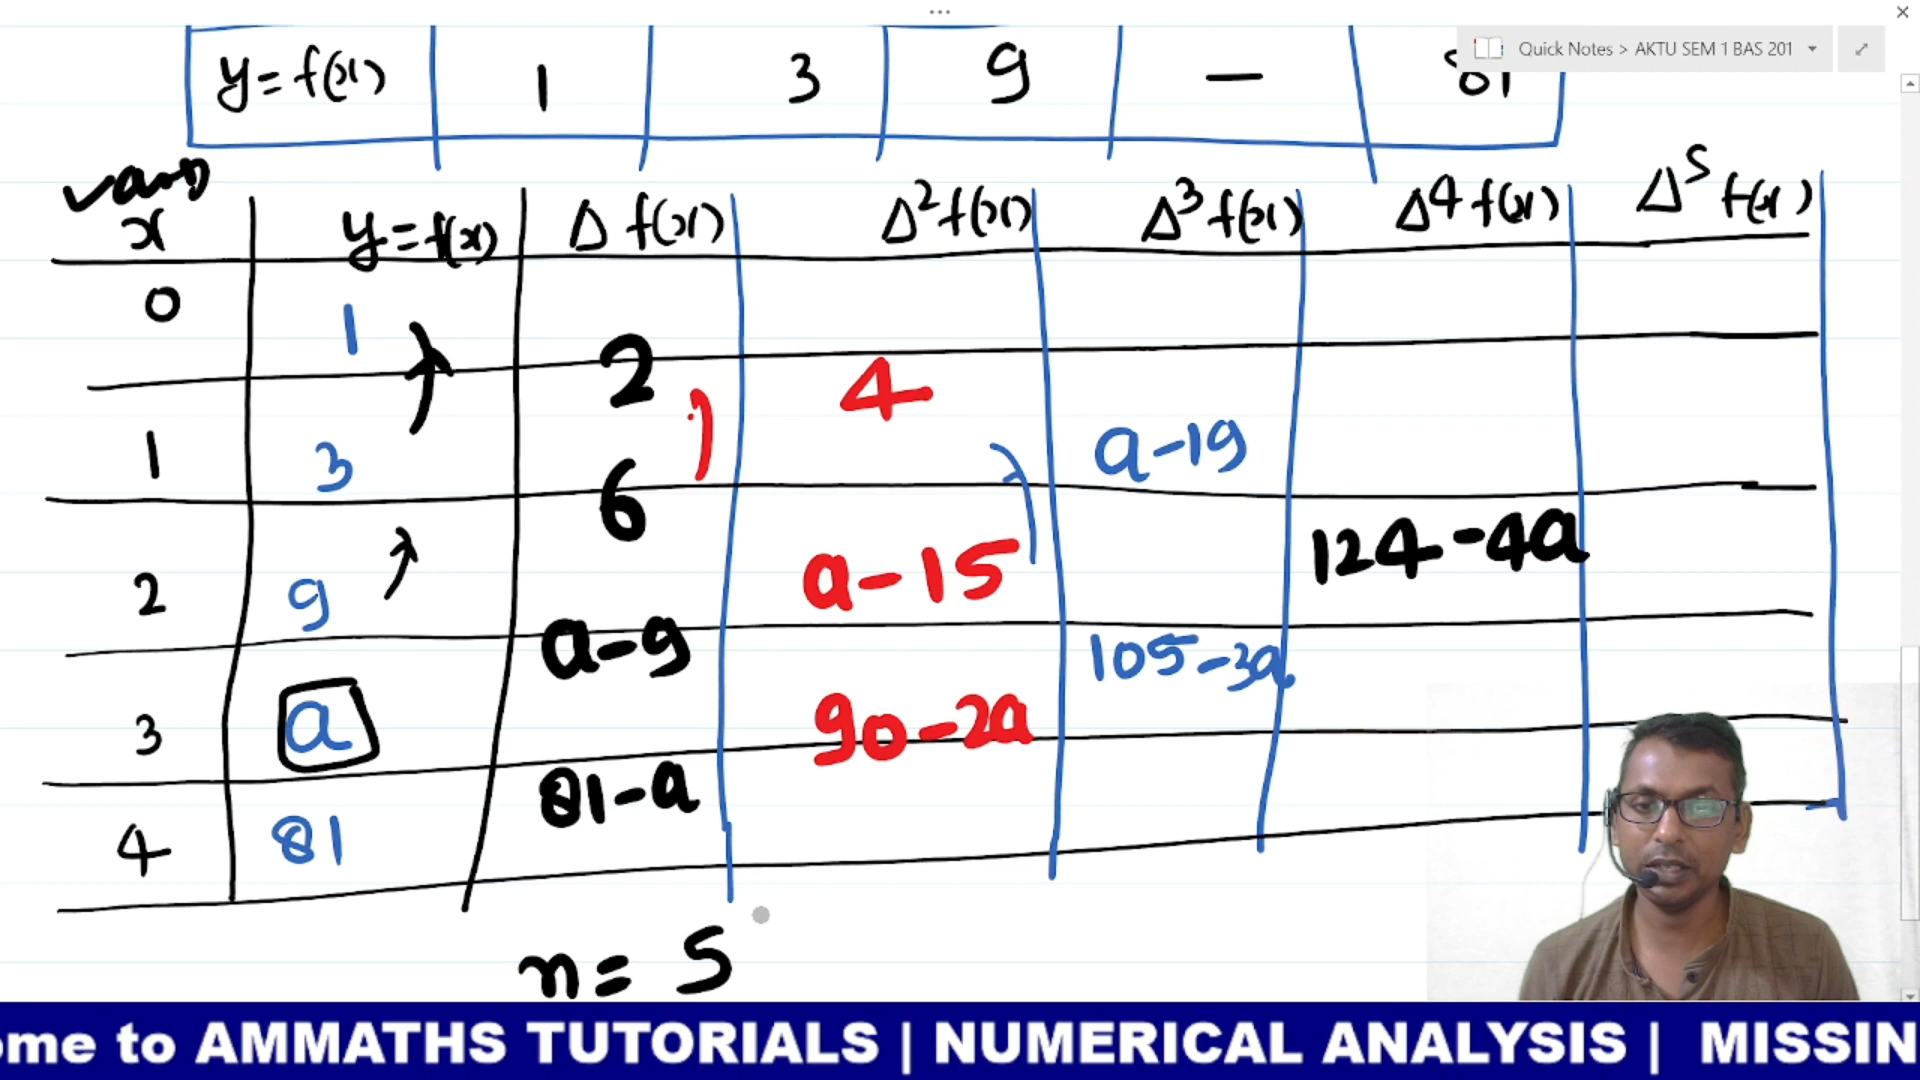 Quick Notes > AKTU SEM 1 BAS 201
y=f(x) 1 3 9 — 81
x y=f(x) Δf(x) Δ²f(x) Δ³f(x) Δ⁴f(x) Δ⁵f(x)
0 1
2 4
1 3 a-19
6
2 9 a-15 124-4a
a-9 105-3a
3 a 90-2a
81-a
4 81
n=5
ome to AMMATHS TUTORIALS | NUMERICAL ANALYSIS | MISSIN